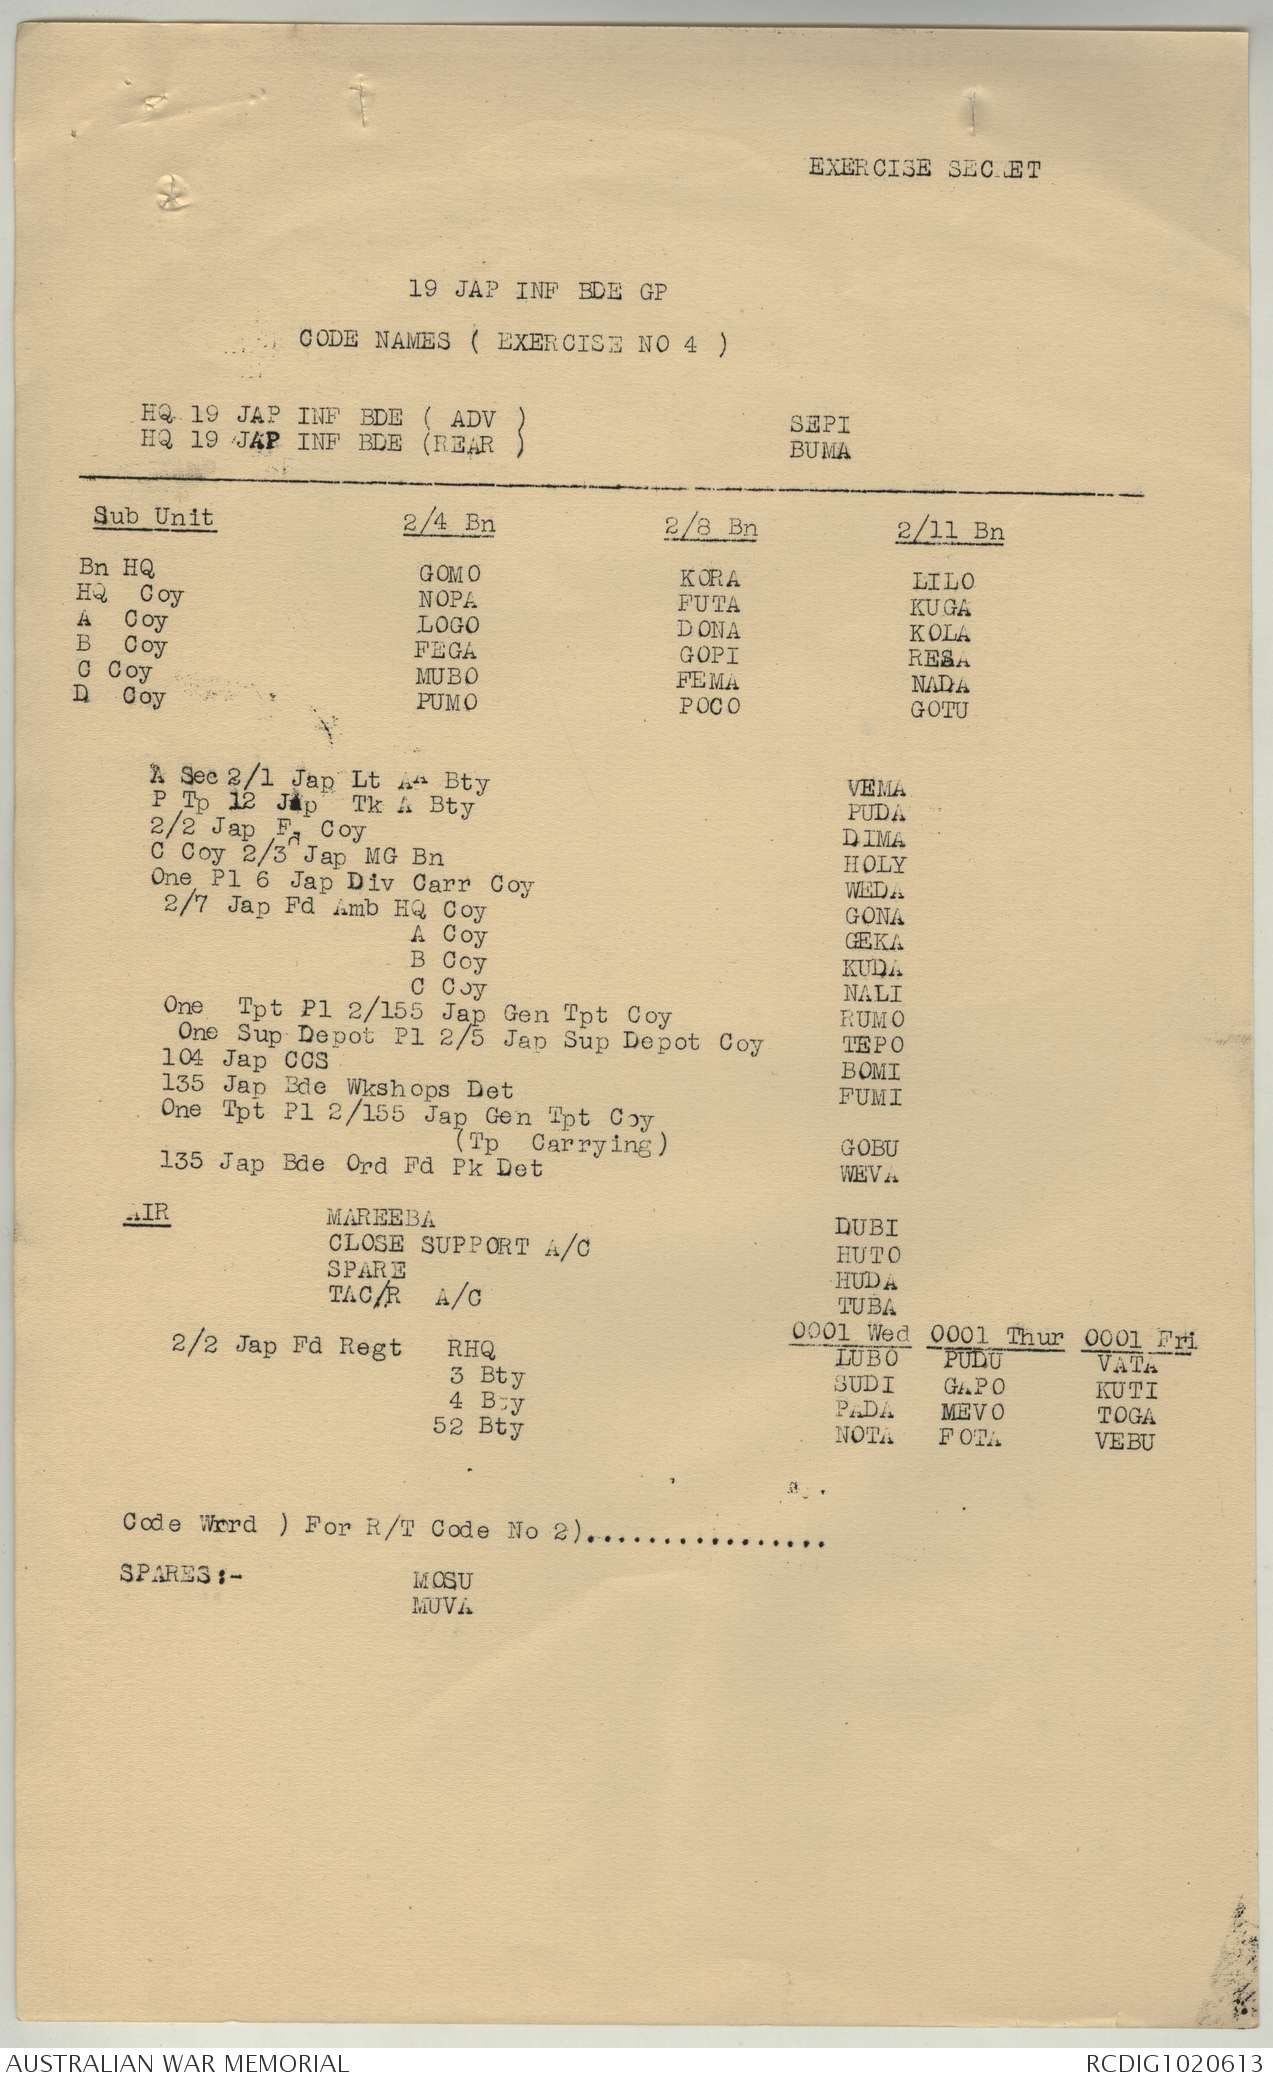 EXERCISE SECRET
19 JAP INF BDE GP
CODE NAMES ( EXERCISE NO 4 )
HQ 19 JAP INF BDE ( ADV ) SEPI
HQ 19 JAP INF BDE (REAR ) BUMA
Sub Unit 2/4 Bn 2/8 Bn 2/11 Bn
Bn HQ GOMO KORA LILO
HQ Coy NOPA FUTA KUGA
A Coy LOGO DONA KOLA
B Coy FEGA GOPI RESA
C Coy MUBO FEMA NADA
D Coy PUMO POCO GOTU
A Sec 2/1 Jap Lt AA Bty VEMA
P Tp 12 Jap Tk A Bty PUDA
2/2 Jap Fd Coy DIMA
C Coy 2/3 Jap MG Bn HOLY
One Pl 6 Jap Div Carr Coy WEDA
2/7 Jap Fd Amb HQ Coy GONA
A Coy GEKA
B Coy KUDA
C Coy NALI
One Tpt Pl 2/155 Jap Gen Tpt Coy RUMO
One Sup Depot Pl 2/5 Jap Sup Depot Coy TEPO
104 Jap CCS BOMI
135 Jap Bde Wkshops Det FUMI
One Tpt Pl 2/155 Jap Gen Tpt Coy
(Tp Carrying) GOBU
135 Jap Bde Ord Fd Pk Det WEVA
AIR MAREEBA DUBI
CLOSE SUPPORT A/C HUTO
SPARE HUDA
TAC/R A/C TUBA
0001 Wed 0001 Thur 0001 Fri
2/2 Jap Fd Regt RHQ LUBO PUDU VATA
3 Bty SUDI GAPO KUTI
4 Bty PADA MEVO TOGA
52 Bty NOTA FOTA VEBU
Code Word ) For R/T Code No 2).................
SPARES:- MOSU
MUVA
AUSTRALIAN WAR MEMORIAL RCDIG1020613